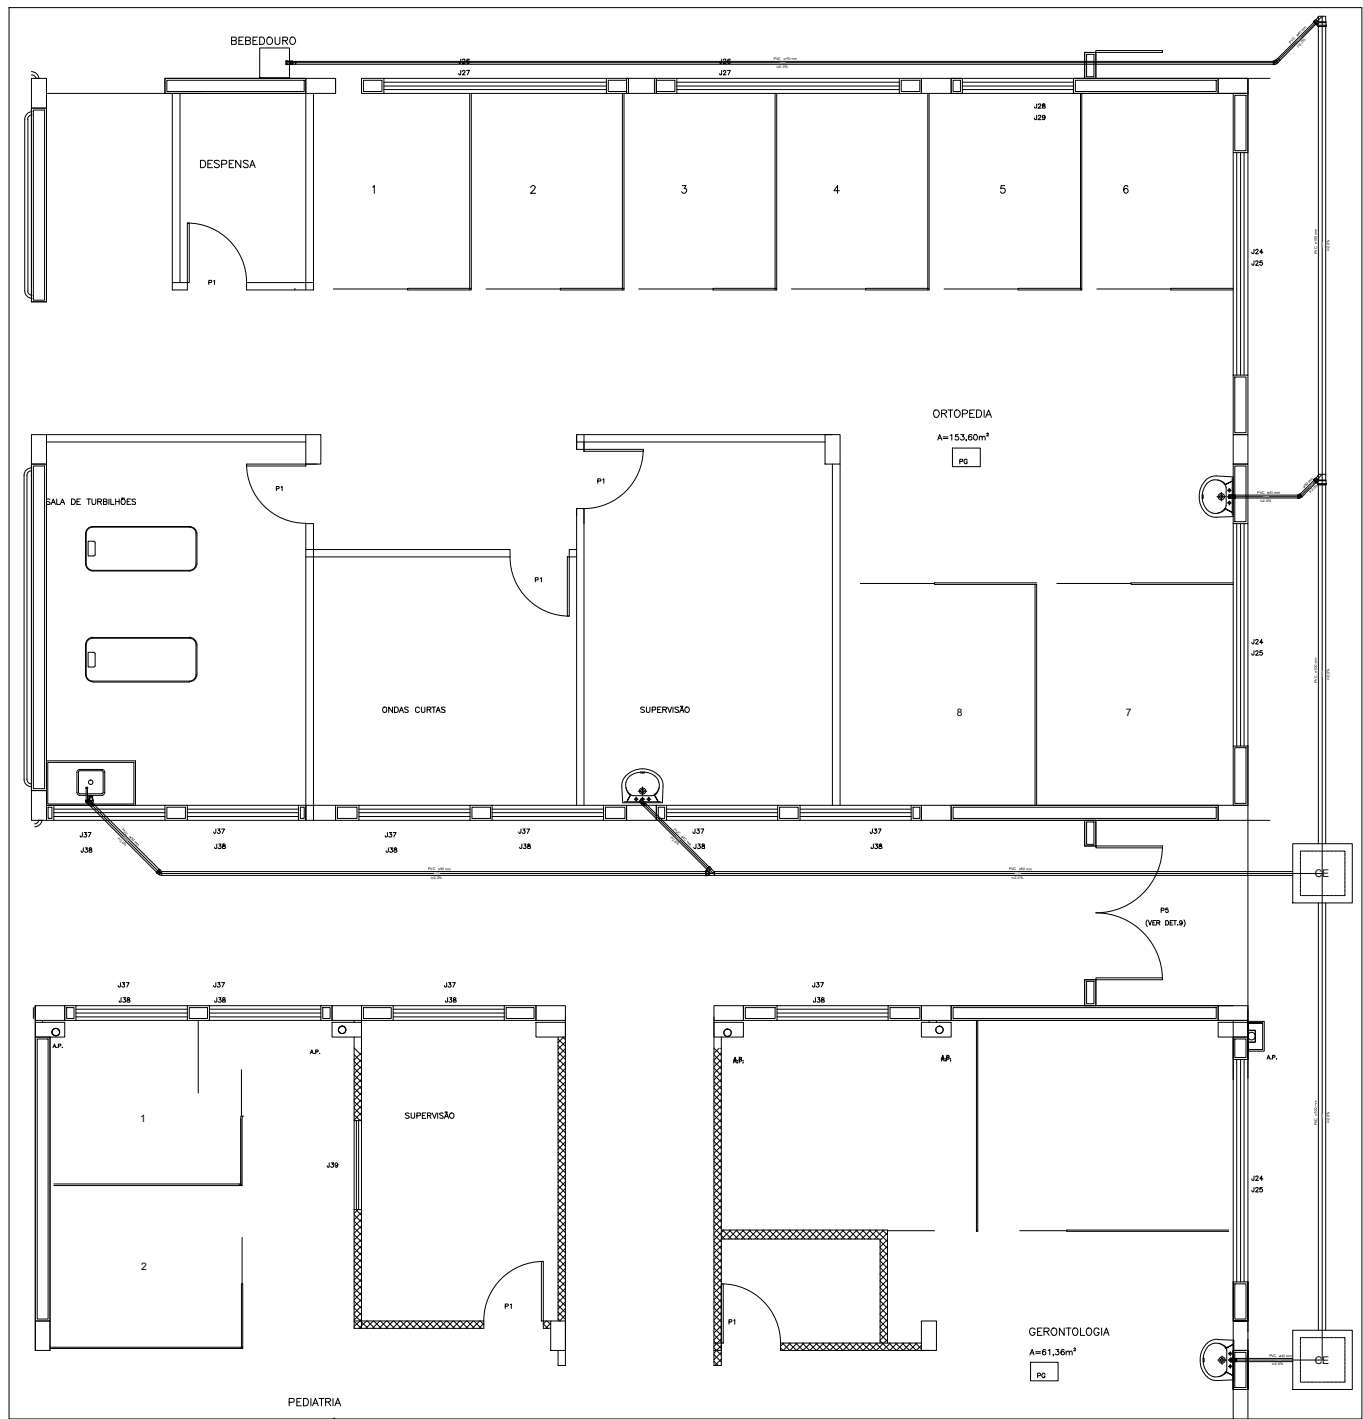 BEBEDOURO
J26
J27
J26
J27
J28
J29
DESPENSA
1
2
3
4
5
6
P1
J24
J25
ORTOPEDIA
A=153,60m²
PG
P1
P1
SALA DE TURBILHÕES
P1
J24
J25
ONDAS CURTAS
SUPERVISÃO
8
7
J37
J38
J37
J38
J37
J38
J37
J38
J37
J38
J37
J38
CE
P5
(VER DET.9)
J37
J38
J37
J38
J37
J38
J37
J38
A.P.
A.P.
A.P.
1
SUPERVISÃO
J39
J24
J25
2
P1
P1
GERONTOLOGIA
A=61,36m²
PG
CE
PEDIATRIA